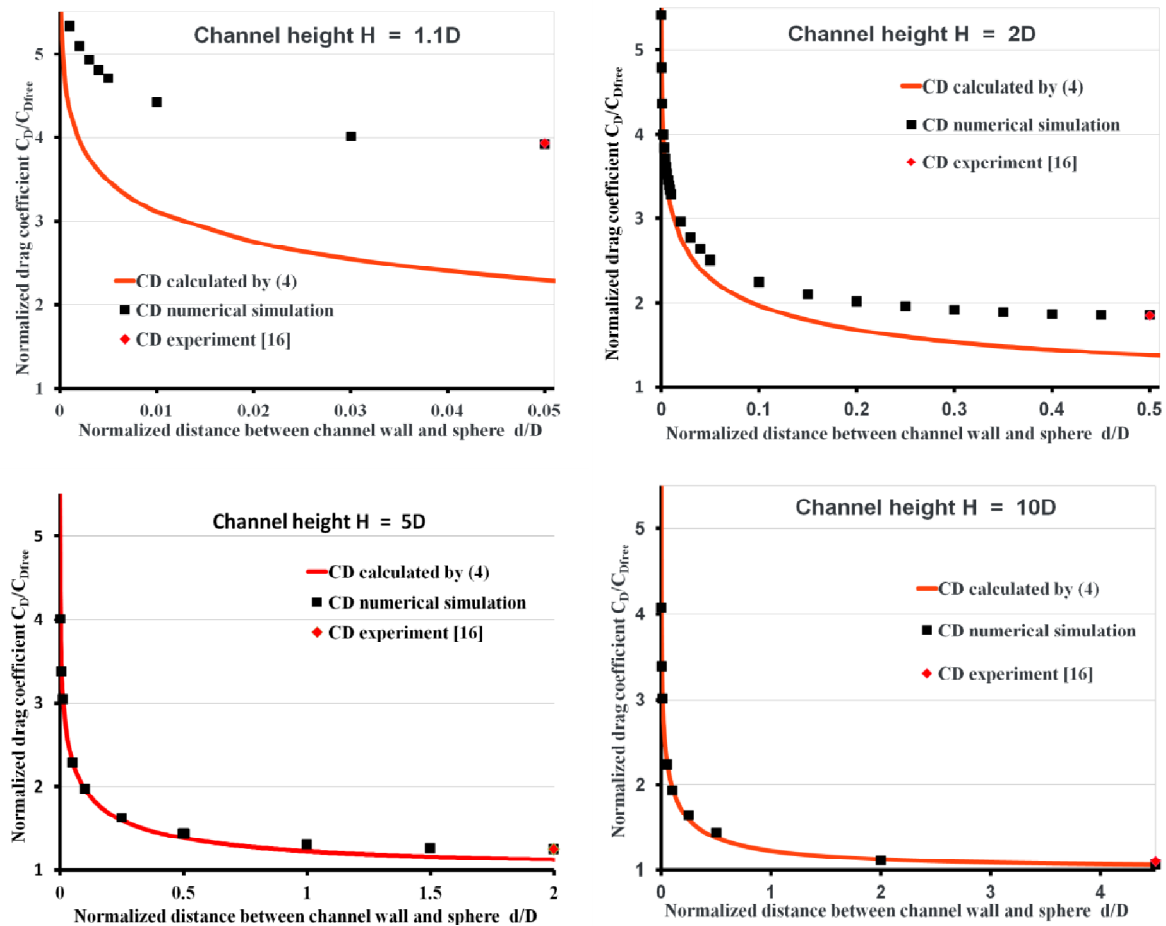 Channel height H = 1.1D
Normalized drag coefficient C_D/C_Dfree
5
4
3
2
1
CD calculated by (4)
CD numerical simulation
CD experiment [16]
0 0.01 0.02 0.03 0.04 0.05
Normalized distance between channel wall and sphere d/D
Channel height H = 2D
Normalized drag coefficient C_D/C_Dfree
5
4
3
2
1
CD calculated by (4)
CD numerical simulation
CD experiment [16]
0 0.1 0.2 0.3 0.4 0.5
Normalized distance between channel wall and sphere d/D
Channel height H = 5D
Normalized drag coefficient C_D/C_Dfree
5
4
3
2
1
CD calculated by (4)
CD numerical simulation
CD experiment [16]
0 0.5 1 1.5 2
Normalized distance between channel wall and sphere d/D
Channel height H = 10D
Normalized drag coefficient C_D/C_Dfree
5
4
3
2
1
CD calculated by (4)
CD numerical simulation
CD experiment [16]
0 1 2 3 4
Normalized distance between channel wall and sphere d/D